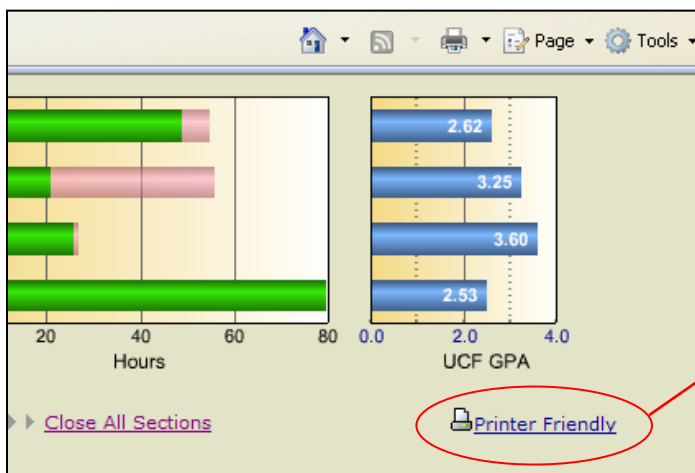 Page Tools
2.62
3.25
3.60
2.53
20 40 60 80 0.0 2.0 4.0
Hours UCF GPA
Close All Sections Printer Friendly